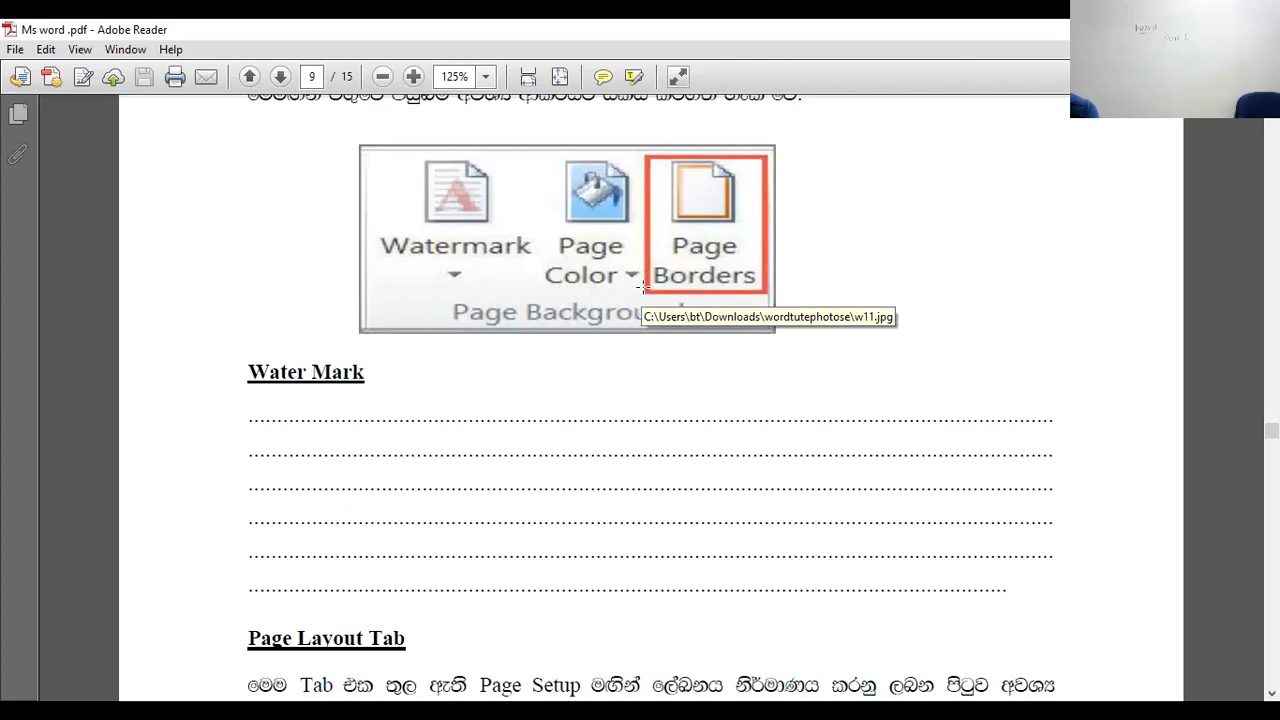 Ms word .pdf - Adobe Reader
File Edit View Window Help
9 / 15 125%
Watermark
Page Color
Page Borders
Page
C:\Users\bt\Downloads\wordtutephotose\w11.jpg
Water Mark
................................................................................
................................................................................
................................................................................
................................................................................
................................................................................
................................................................................
Page Layout Tab
මෙම Tab එක තුල ඇති Page Setup මඟින් ලේඛනය නිර්මාණය කරනු ලබන පිටුව අවශ්‍ය